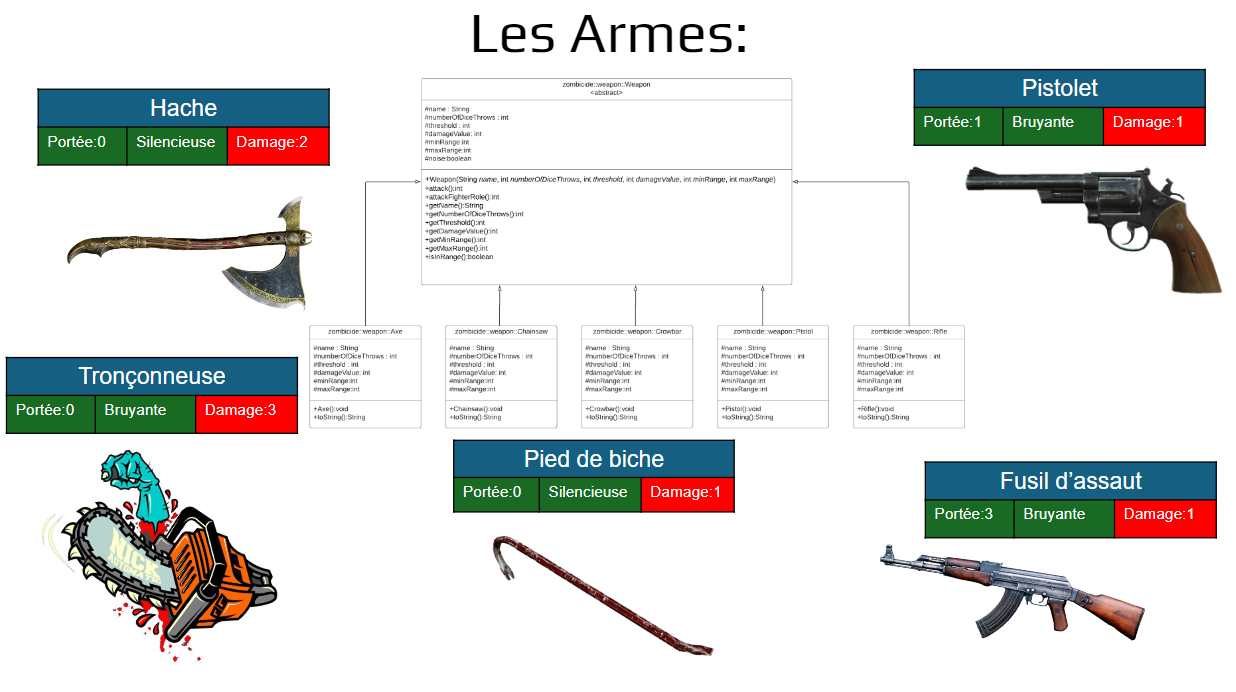 Les Armes:
Hache
Portée:0 Silencieuse Damage:2
zombicide::weapon::Weapon
<abstract>
#name : String
#numberOfDiceThrows : int
#threshold : int
#damageValue: int
#minRange:int
#maxRange:int
#noise:boolean
+Weapon(String name, int numberOfDiceThrows, int threshold, int damageValue, int minRange, int maxRange)
+attack():int
+attackFighterRole():int
+getName():String
+getNumberOfDiceThrows():int
+getThreshold():int
+getDamageValue():int
+getMinRange():int
+getMaxRange():int
+isInRange():boolean
Pistolet
Portée:1 Bruyante Damage:1
zombicide::weapon::Axe
#name : String
#numberOfDiceThrows : int
#threshold : int
#damageValue: int
#minRange:int
#maxRange:int
+Axe():void
+toString():String
zombicide::weapon::Chainsaw
#name : String
#numberOfDiceThrows : int
#threshold : int
#damageValue: int
#minRange:int
#maxRange:int
+Chainsaw():void
+toString():String
zombicide::weapon::Crowbar
#name : String
#numberOfDiceThrows : int
#threshold : int
#damageValue: int
#minRange:int
#maxRange:int
+Crowbar():void
+toString():String
zombicide::weapon::Pistol
#name : String
#numberOfDiceThrows : int
#threshold : int
#damageValue: int
#minRange:int
#maxRange:int
+Pistol():void
+toString():String
zombicide::weapon::Rifle
#name : String
#numberOfDiceThrows : int
#threshold : int
#damageValue: int
#minRange:int
#maxRange:int
+Rifle():void
+toString():String
Tronçonneuse
Portée:0 Bruyante Damage:3
NICK
Pied de biche
Portée:0 Silencieuse Damage:1
Fusil d’assaut
Portée:3 Bruyante Damage:1